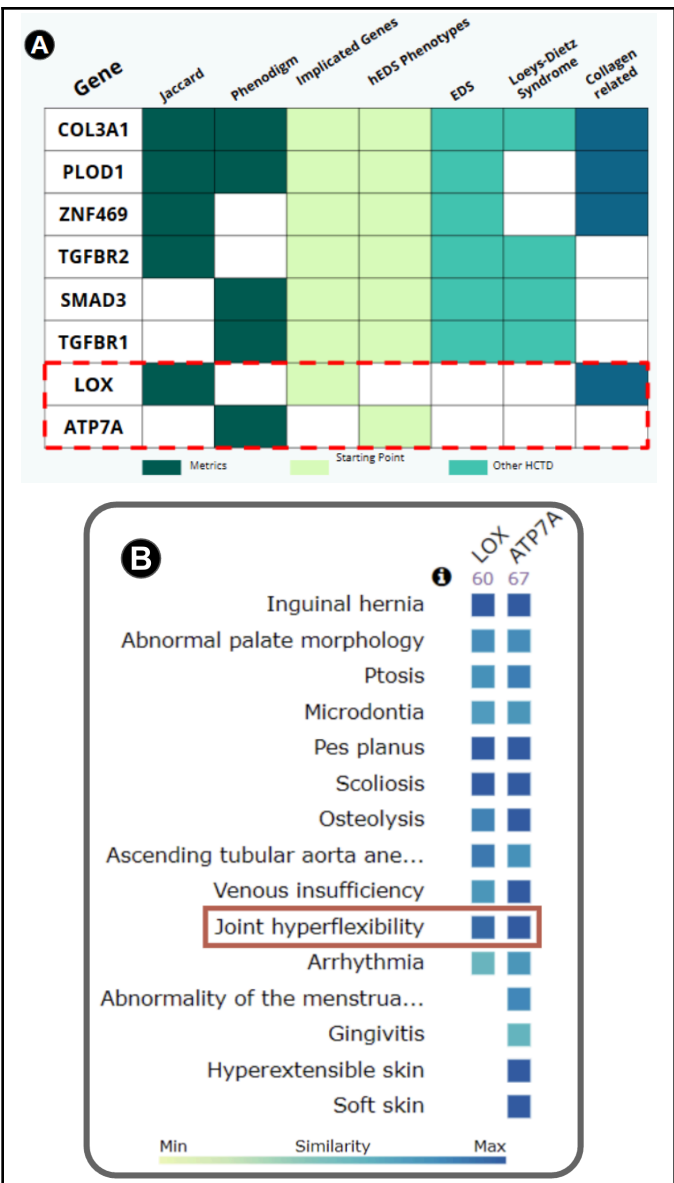 A
Gene
Jaccard
Phenodigm
Implicated Genes
hEDS Phenotypes
EDS
Loeys-Dietz
Syndrome
Collagen
related
COL3A1
PLOD1
ZNF469
TGFBR2
SMAD3
TGFBR1
LOX
ATP7A
Metrics
Starting Point
Other HCTD
B
LOX
ATP7A
i 60 67
Inguinal hernia
Abnormal palate morphology
Ptosis
Microdontia
Pes planus
Scoliosis
Osteolysis
Ascending tubular aorta ane...
Venous insufficiency
Joint hyperflexibility
Arrhythmia
Abnormality of the menstrua...
Gingivitis
Hyperextensible skin
Soft skin
Min Similarity Max